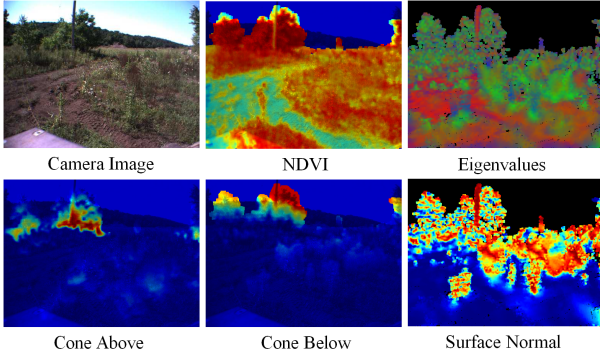 Camera Image
NDVI
Eigenvalues
Cone Above
Cone Below
Surface Normal